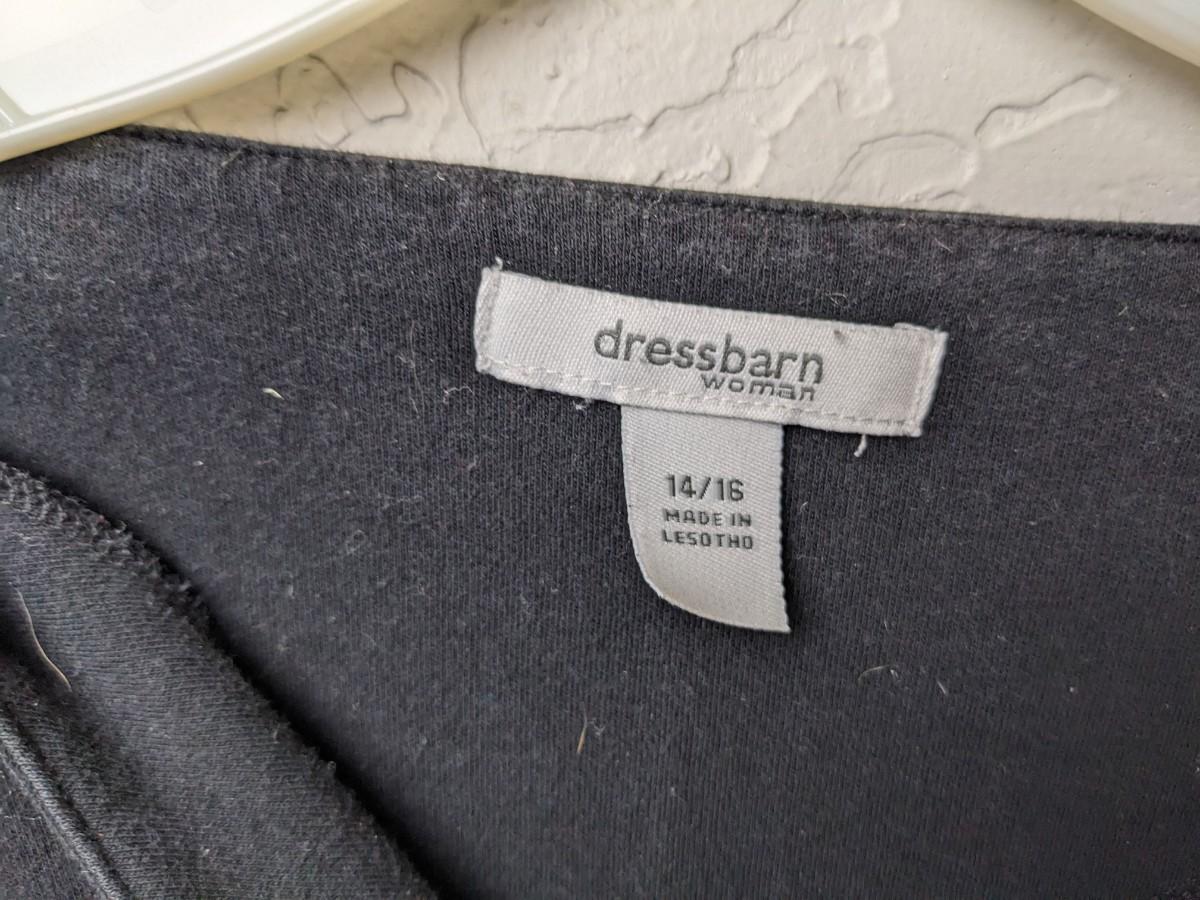 dressbarn
woman
14/16
MADE IN
LESOTHO